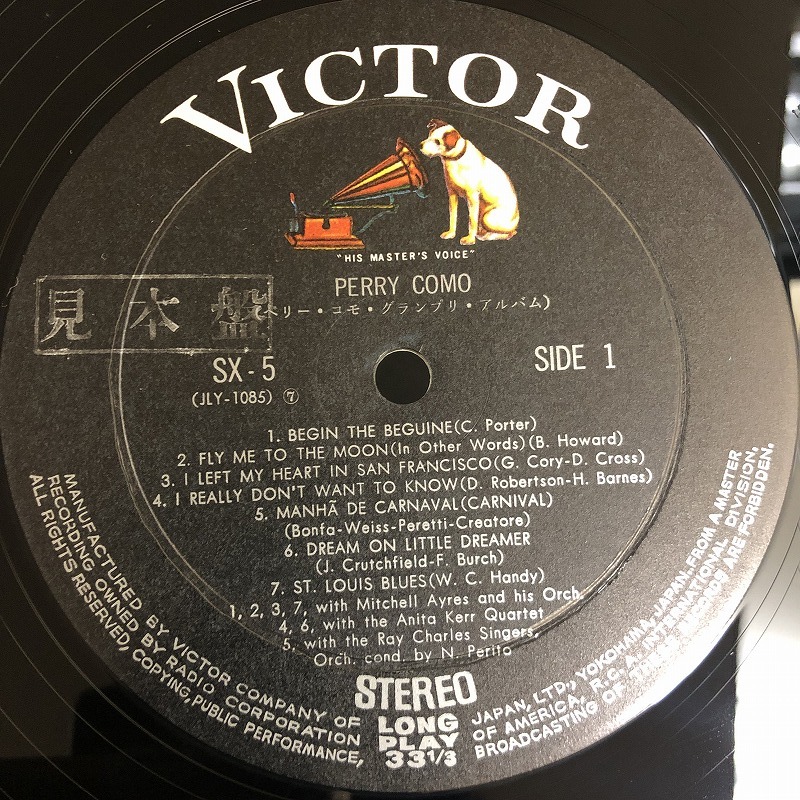 VICTOR
"HIS MASTER'S VOICE"
PERRY COMO
見本盤
ペリー・コモ・グランプリ・アルバム)
SX-5
SIDE 1
(JLY-1085) ⑦
1. BEGIN THE BEGUINE(C. Porter)
2. FLY ME TO THE MOON(In Other Words)(B. Howard)
3. I LEFT MY HEART IN SAN FRANCISCO(G. Cory-D. Cross)
4. I REALLY DON'T WANT TO KNOW(D. Robertson-H. Barnes)
5. MANHÃ DE CARNAVAL(CARNIVAL)
(Bonfa-Weiss-Peretti-Creatore)
6. DREAM ON LITTLE DREAMER
(J. Crutchfield-F. Burch)
7. ST. LOUIS BLUES(W. C. Handy)
1, 2, 3, 7, with Mitchell Ayres and his Orch.
4, 6, with the Anita Kerr Quartet
5, with the Ray Charles Singers,
Orch. cond. by N. Perito
STEREO
LONG
PLAY
33 1/3
MANUFACTURED BY VICTOR COMPANY OF JAPAN, LTD., YOKOHAMA, JAPAN, FROM A MASTER
RECORDING OWNED BY RADIO CORPORATION OF AMERICA, R.C.A. INTERNATIONAL DIVISION.
ALL RIGHTS RESERVED, COPYING, PUBLIC PERFORMANCE, BROADCASTING OF THESE RECORDS ARE FORBIDDEN.